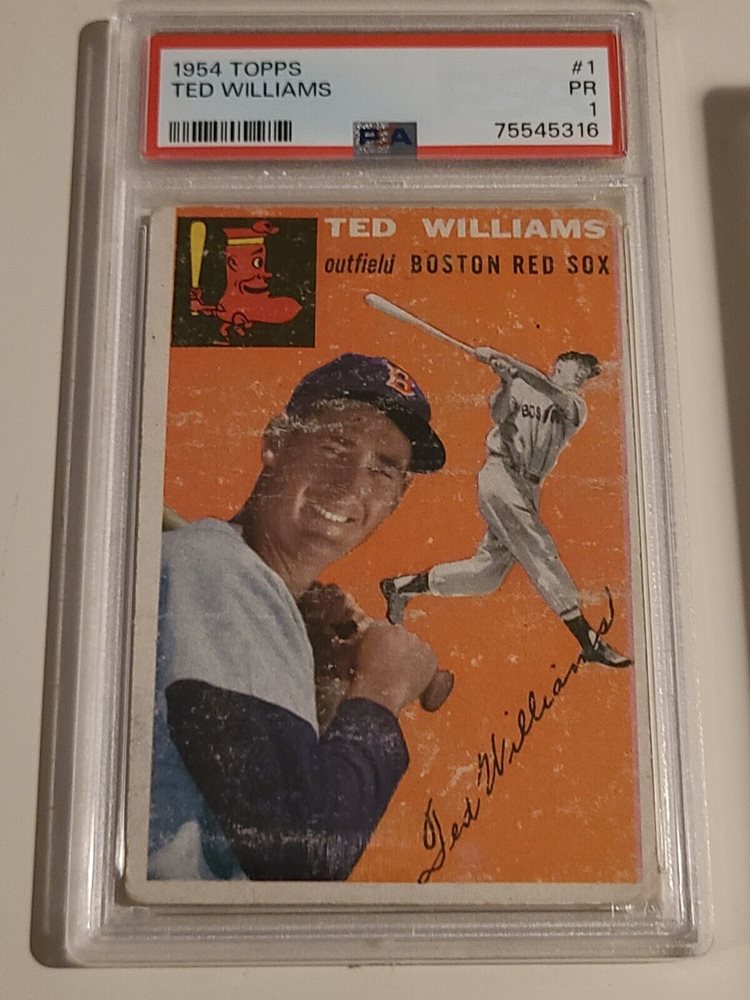 1954 TOPPS #1
TED WILLIAMS PR
1
75545316
PSA
TED WILLIAMS
outfield BOSTON RED SOX
B
BOS
Ted Williams